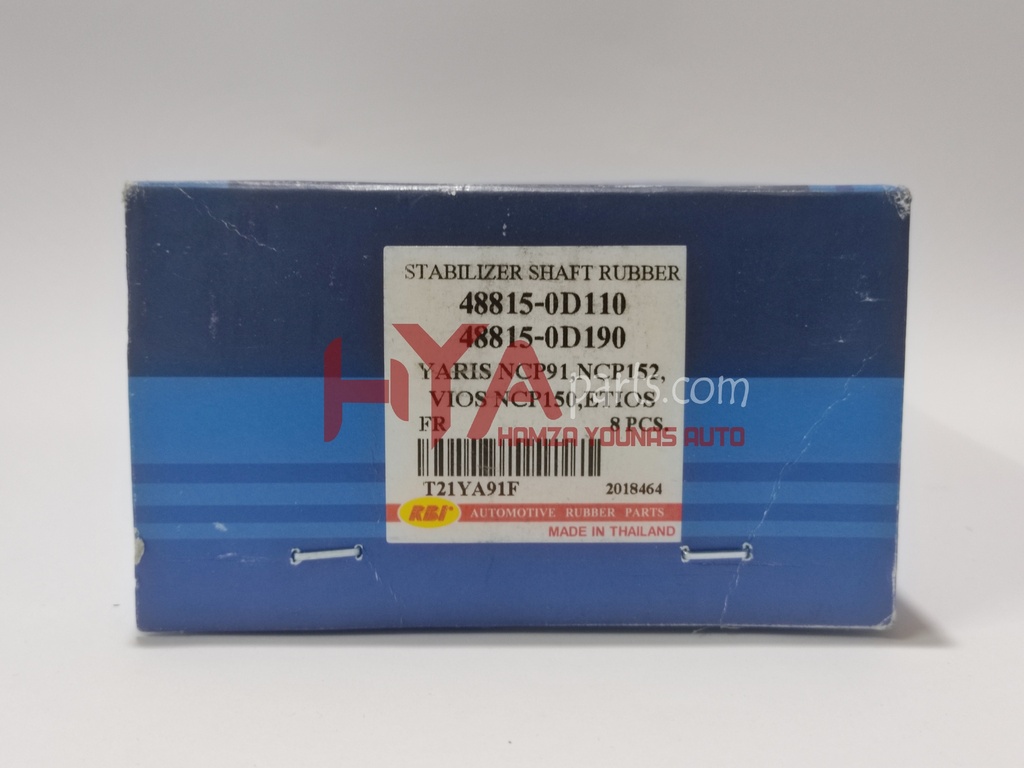 STABILIZER SHAFT RUBBER
48815-0D110
48815-0D190
YARIS NCP91,NCP152,
VIOS NCP150,ETIOS
FR 8 PCS.
HYAparts.com
HAMZA YOUNAS AUTO
T21YA91F 2018464
RBI AUTOMOTIVE RUBBER PARTS
MADE IN THAILAND